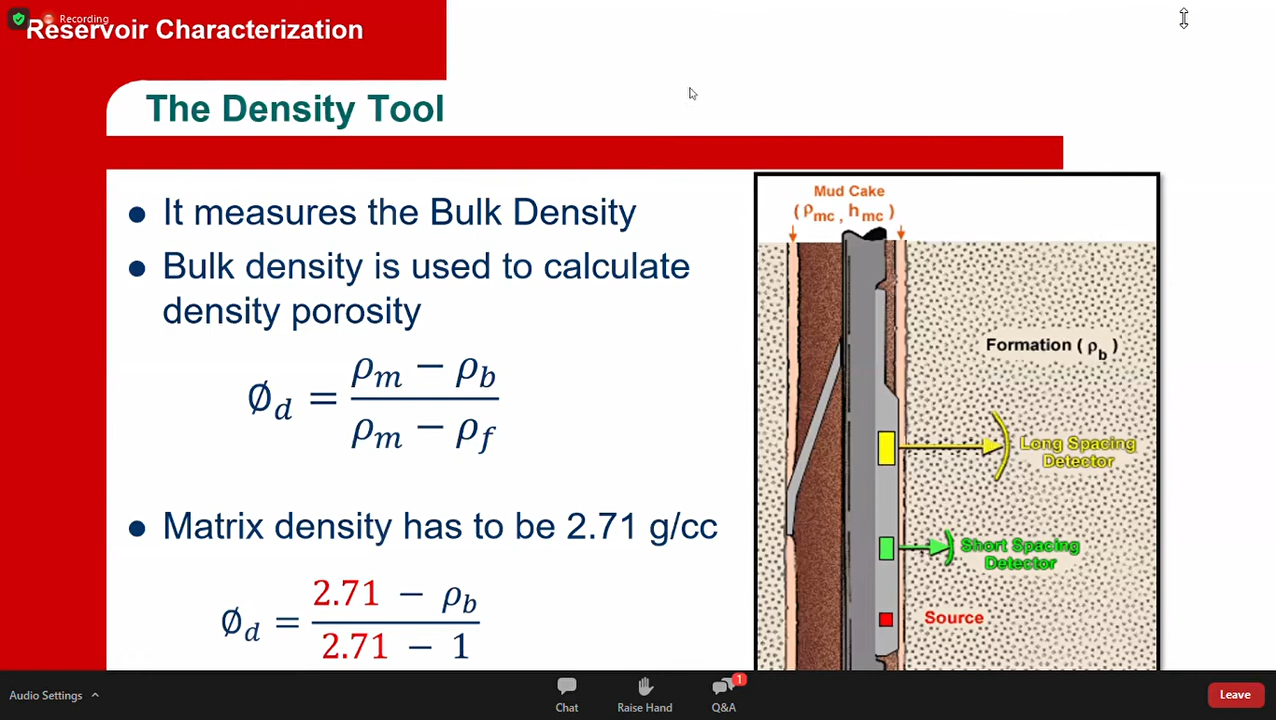 Recording
Reservoir Characterization
The Density Tool
● It measures the Bulk Density
● Bulk density is used to calculate
density porosity
∅d = (ρm − ρb) / (ρm − ρf)
● Matrix density has to be 2.71 g/cc
∅d = (2.71 − ρb) / (2.71 − 1)
Mud Cake
( ρmc , hmc )
Formation ( ρb )
Long Spacing
Detector
Short Spacing
Detector
Source
Audio Settings
Chat
Raise Hand
1
Q&A
Leave